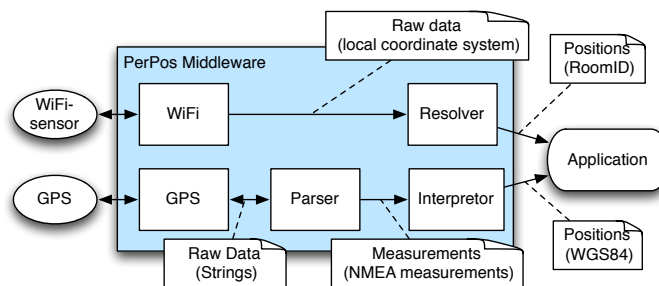 Raw data
(local coordinate system)
Positions
(RoomID)
PerPos Middleware
WiFi-
sensor
WiFi
Resolver
Application
GPS
GPS
Parser
Interpretor
Raw Data
(Strings)
Measurements
(NMEA measurements)
Positions
(WGS84)